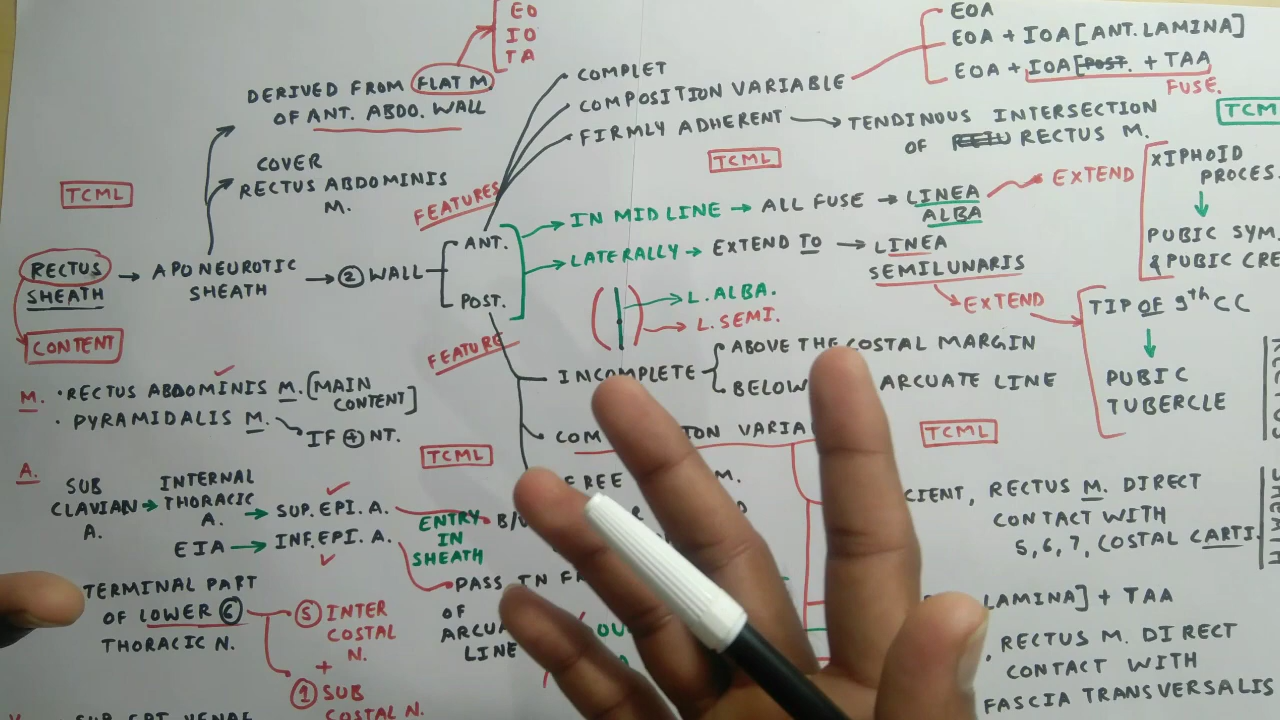 EO
IO
TA
DERIVED FROM FLAT M
OF ANT. ABDO. WALL
COVER
RECTUS ABDOMINIS
M.
TCML
RECTUS
SHEATH
APONEUROTIC
SHEATH
② WALL
ANT.
POST.
FEATURES
COMPLET
COMPOSITION VARIABLE
FIRMLY ADHERENT
TENDINOUS INTERSECTION
OF RECTUS M.
EOA
EOA + IOA [ANT. LAMINA]
EOA + IOA [POST. + TAA
FUSE.
TCM
TCML
IN MID LINE → ALL FUSE → LINEA
ALBA
EXTEND
XIPHOID
PROCES.
PUBIC SYM.
& PUBIC CRE
LATERALLY → EXTEND TO → LINEA
SEMILUNARIS
EXTEND
TIP OF 9th CC
PUBIC
TUBERCLE
L. ALBA.
L. SEMI.
FEATURE
INCOMPLETE
ABOVE THE COSTAL MARGIN
BELOW ARCUATE LINE
CONTENT
M. · RECTUS ABDOMINIS M. [MAIN
CONTENT]
· PYRAMIDALIS M.
IF ⊕ NT.
TCML
TCML
A.
SUB
CLAVIAN
A.
INTERNAL
THORACIC
A.
SUP. EPI. A.
EIA → INF. EPI. A.
ENTRY
IN
SHEATH
OF
LINE
TERMINAL PART
OF LOWER ⑥
THORACIC N.
⑤ INTER
COSTAL
N.
+
① SUB
COSTAL N.
RECTUS M. DIRECT
CONTACT WITH
5, 6, 7, COSTAL CARTI.
LAMINA] + TAA
. RECTUS M. DIRECT
CONTACT WITH
FASCIA TRANSVERSALIS